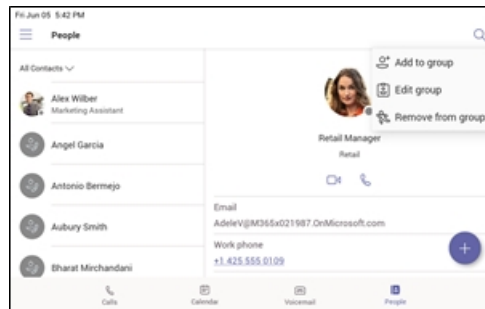 Fri Jun 05 5:42 PM
People
All Contacts
Alex Wilber
Marketing Assistant
Angel Garcia
Antonio Bermejo
Aubury Smith
Bharat Mirchandani
Add to group
Edit group
Remove from group
Retail Manager
Retail
Email
AdeleV@M365x021987.OnMicrosoft.com
Work phone
+1 425 555 0109
Calls
Calendar
Voicemail
People